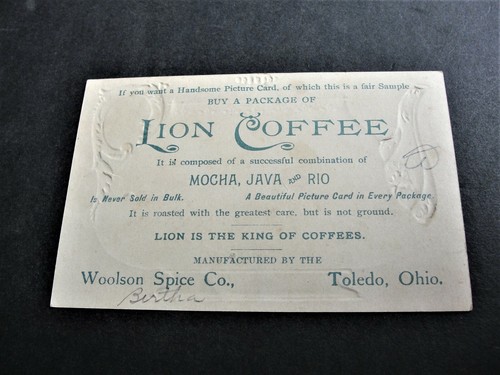 If you want a Handsome Picture Card, of which this is a fair Sample
BUY A PACKAGE OF
LION COFFEE
It is composed of a successful combination of
MOCHA, JAVA AND RIO
Is Never Sold in Bulk. A Beautiful Picture Card in Every Package
It is roasted with the greatest care, but is not ground.
LION IS THE KING OF COFFEES.
MANUFACTURED BY THE
Woolson Spice Co., Toledo, Ohio.
Bertha